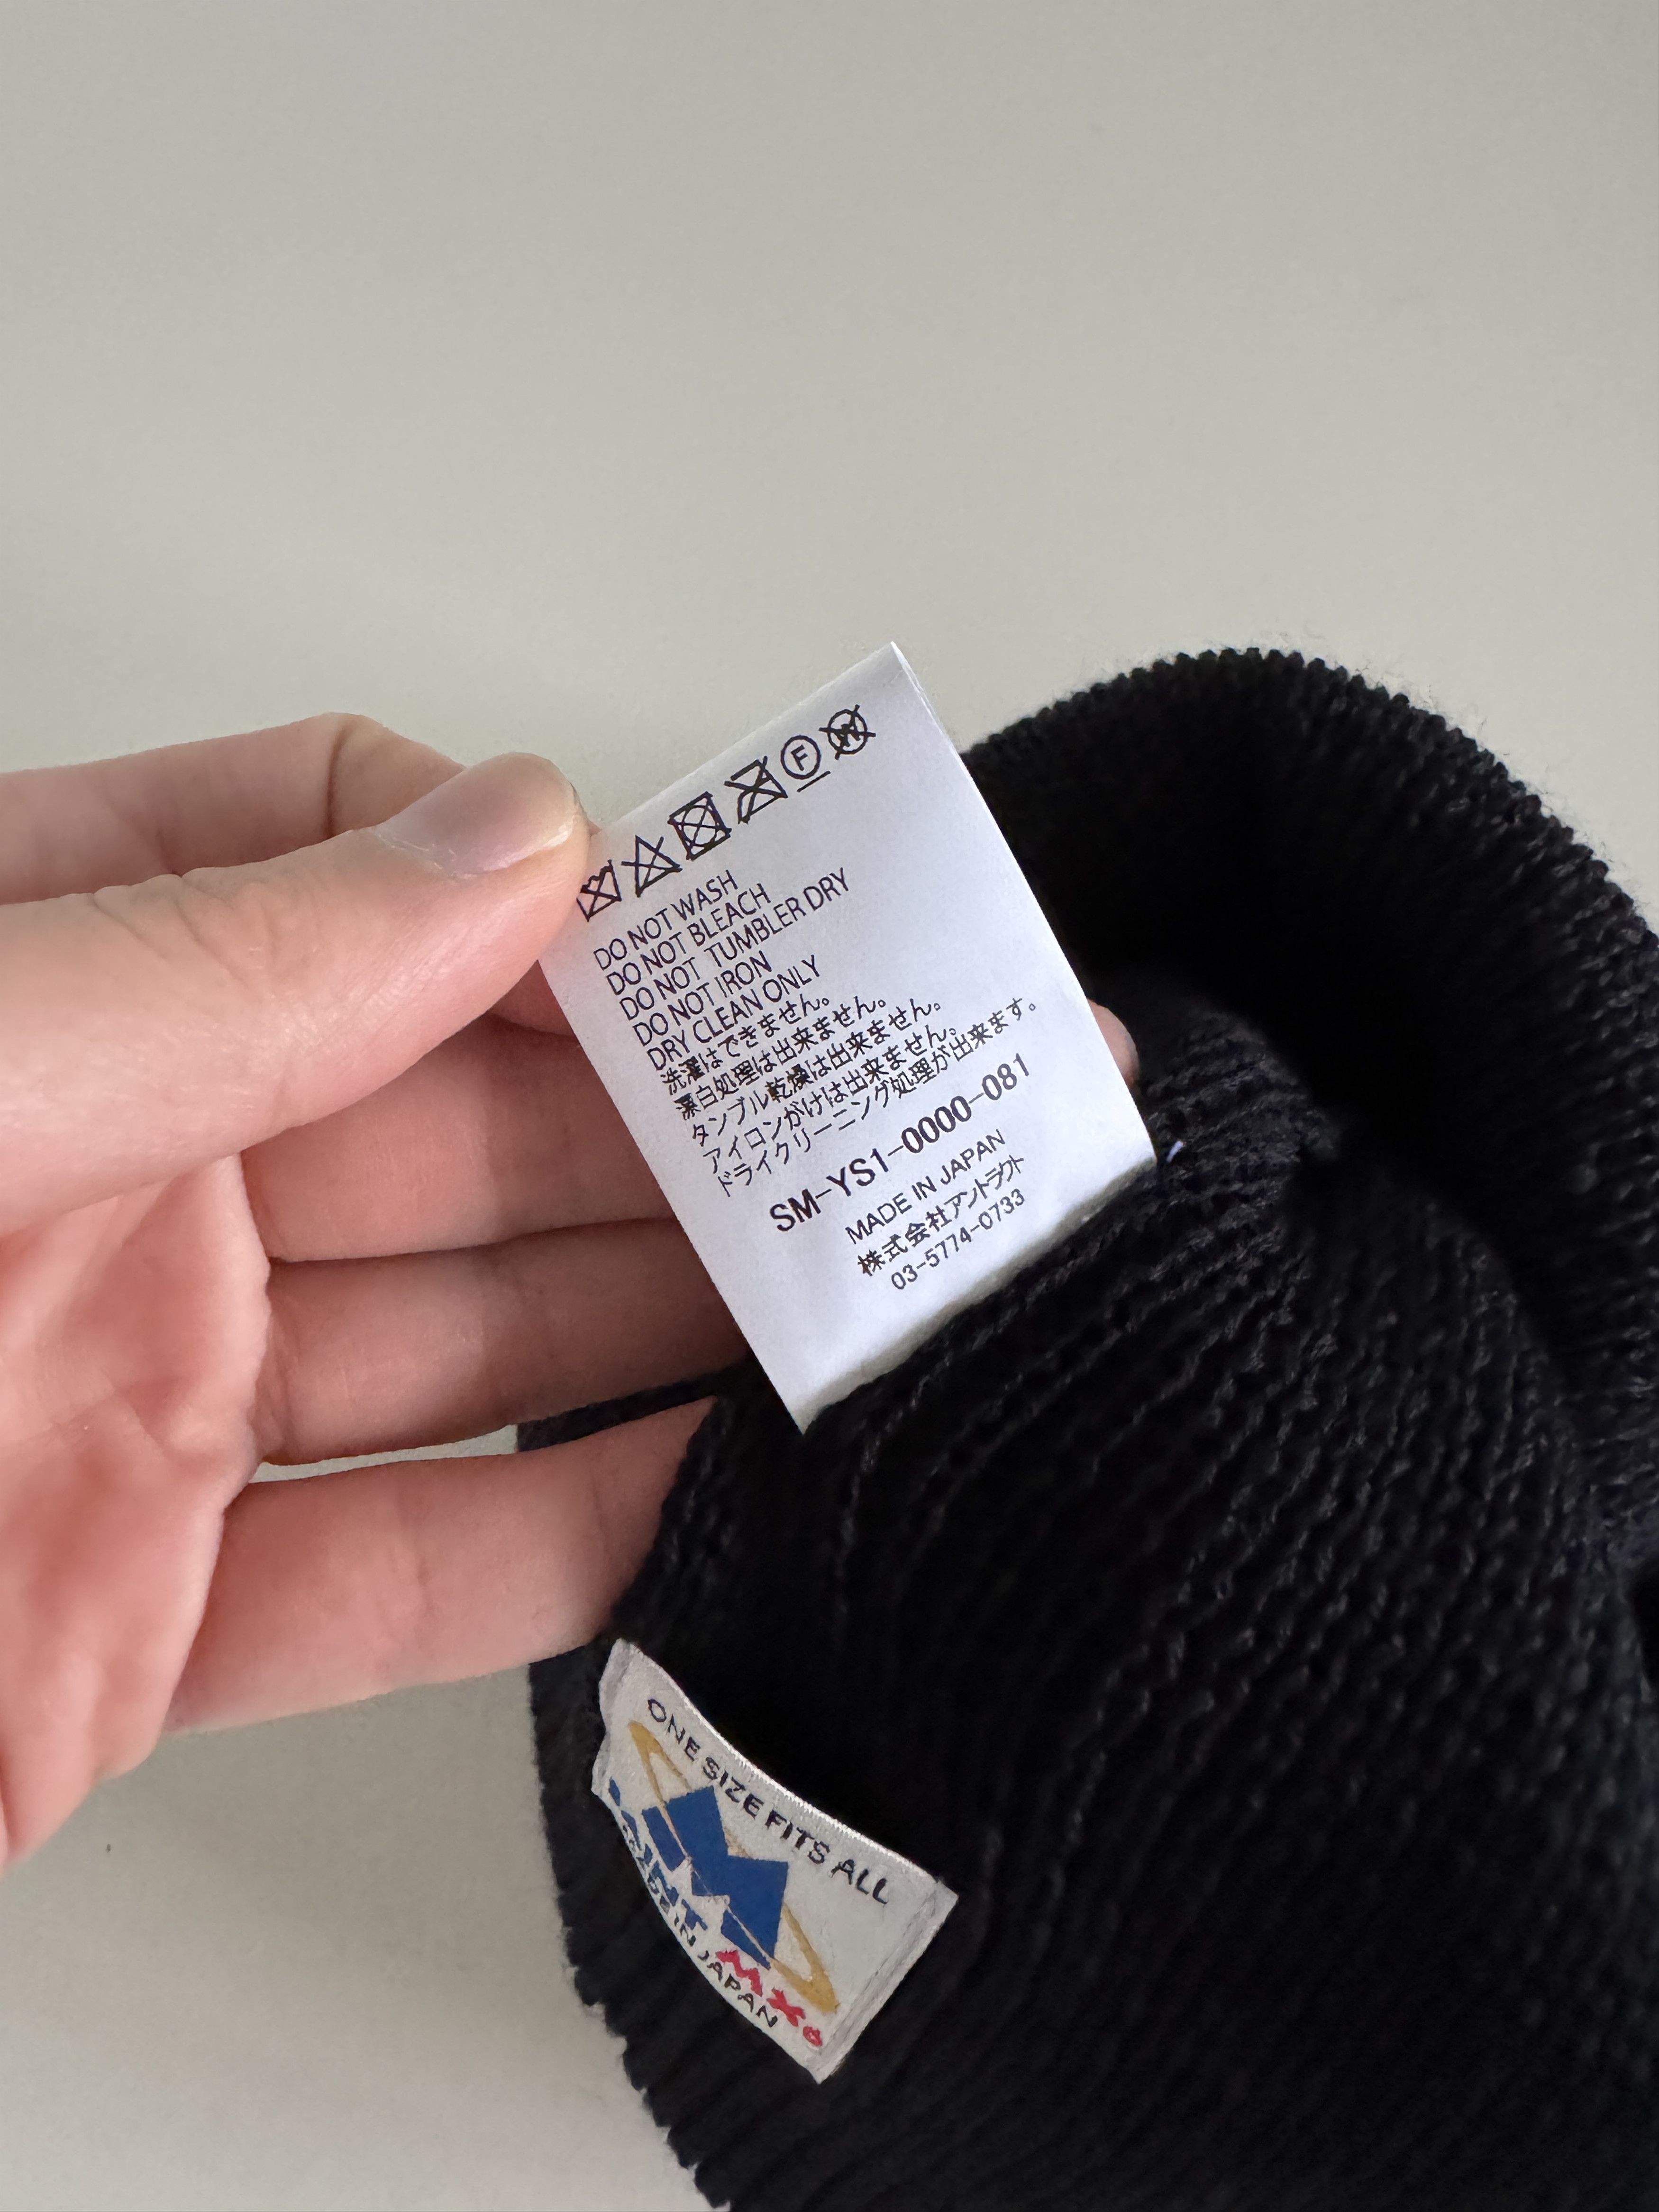 F
W
DO NOT WASH
DO NOT BLEACH
DO NOT TUMBLER DRY
DO NOT IRON
DRY CLEAN ONLY
洗濯はできません。
漂白処理は出来ません。
タンブル乾燥は出来ません。
アイロンがけは出来ません。
ドライクリーニング処理が出来ます。
SM-YS1-0000-081
MADE IN JAPAN
株式会社アントラクト
03-5774-0733
ONE SIZE FITS ALL
M
MX6
MADE IN JAPAN